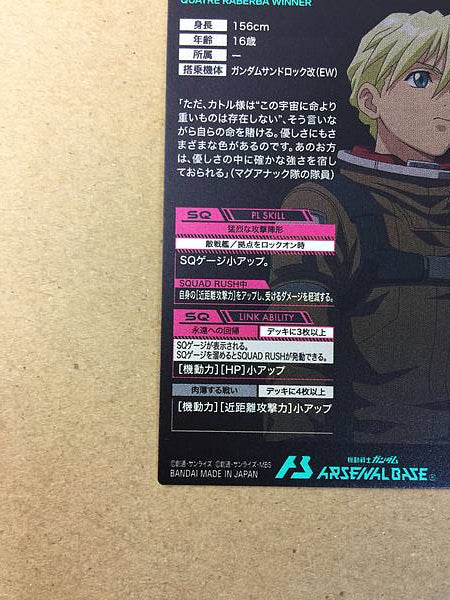 QUATRE RABERBA WINNER
身長 156cm
年齢 16歳
所属 ー
搭乗機体 ガンダムサンドロック改(EW)
「ただ、カトル様は“この宇宙に命より
重いものは存在しない”、そう言いな
がら自らの命を賭ける。優しさにもさ
まざまな色があるのです。あのお方
は、優しさの中に確かな強さを宿し
ておられる」(マグアナック隊の隊員)
SQ PL SKILL
猛烈な攻撃陣形
敵戦艦／拠点をロックオン時
SQゲージ小アップ。
SQUAD RUSH中
自身の[近距離攻撃力]をアップし、受けるダメージを軽減する。
SQ LINK ABILITY
永遠への回帰 デッキに3枚以上
SQゲージが表示される。
SQゲージを溜めるとSQUAD RUSHが発動できる。
[機動力][HP]小アップ
肉薄する戦い デッキに4枚以上
[機動力][近距離攻撃力]小アップ
©創通・サンライズ ©創通・サンライズ・MBS
BANDAI MADE IN JAPAN
機動戦士ガンダム
ARSENAL BASE